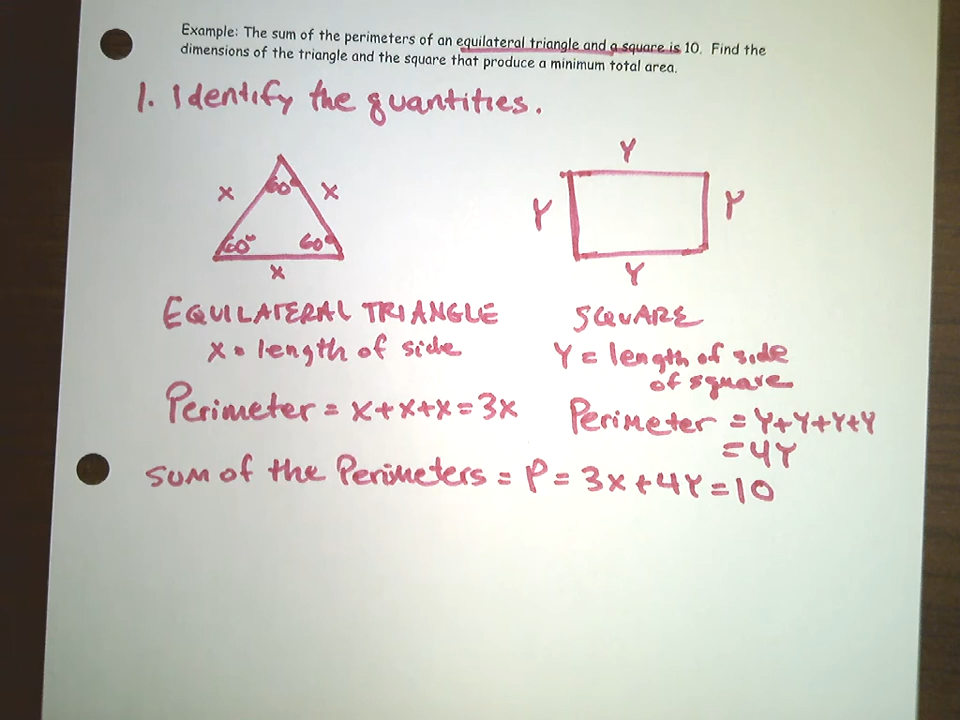 Example: The sum of the perimeters of an equilateral triangle and a square is 10. Find the
dimensions of the triangle and the square that produce a minimum total area.
1. Identify the quantities.
x
x
60°
60°
60°
x
Y
Y
Y
Y
EQUILATERAL TRIANGLE
x = length of side
Perimeter = x+x+x=3x
SQUARE
Y = length of side
of square
Perimeter = Y+Y+Y+Y
=4Y
Sum of the Perimeters = P = 3x+4Y=10